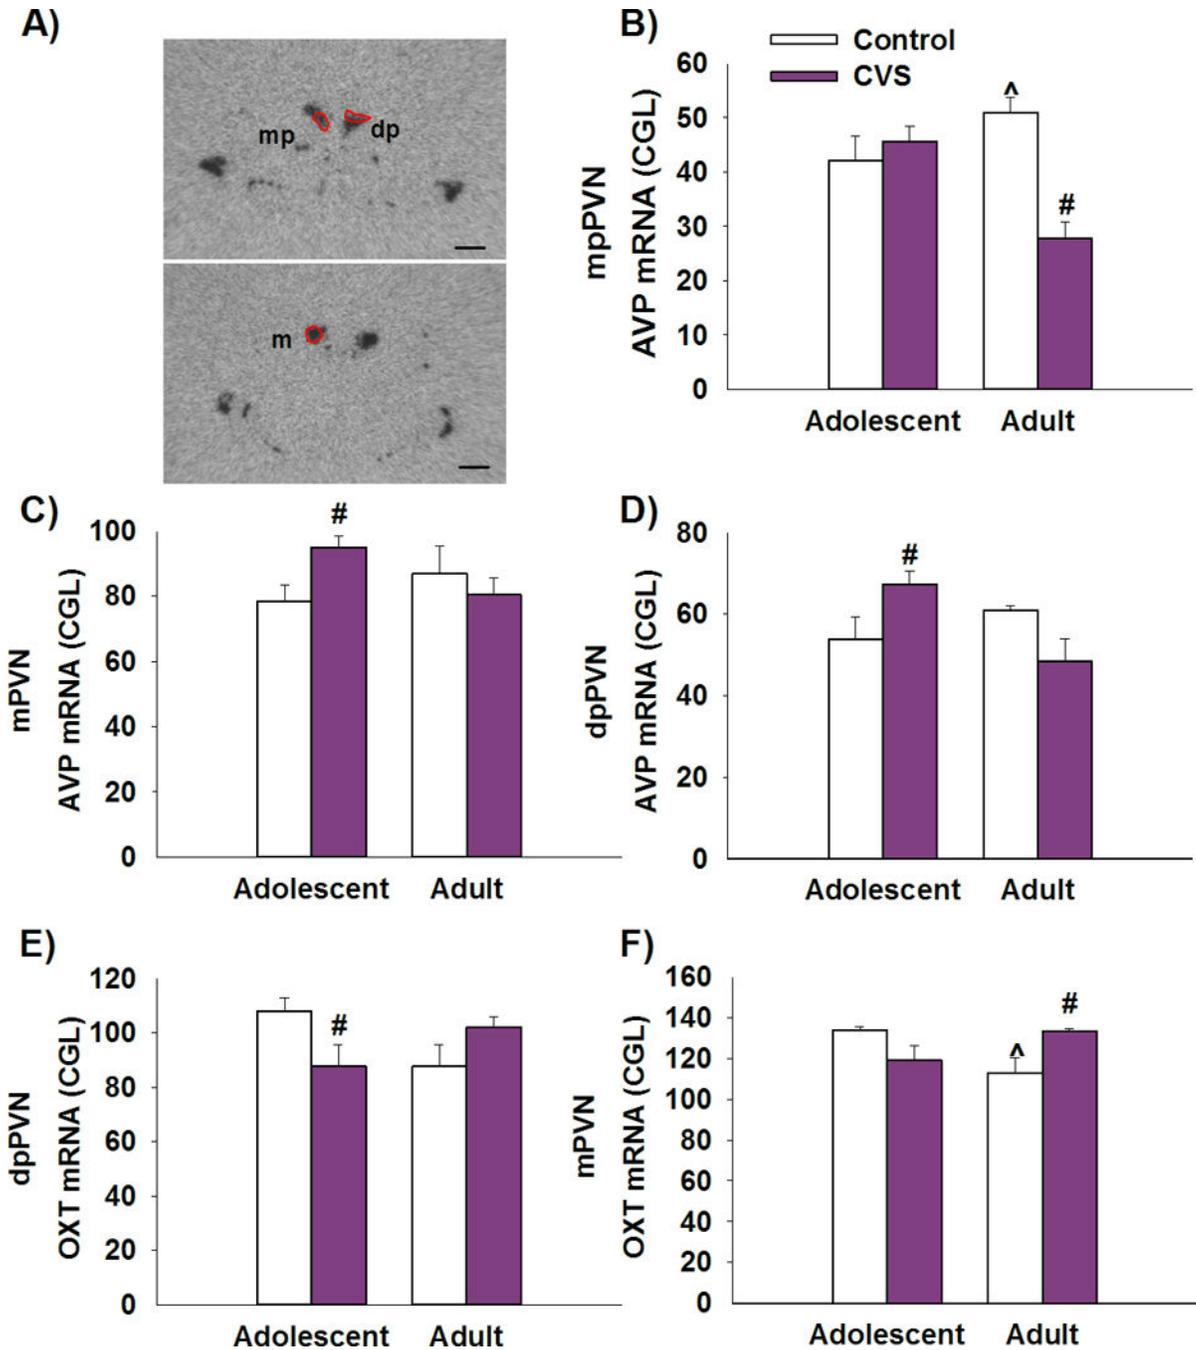 A)
mp
dp
m
B)
Control
CVS
60
50
40
30
20
10
0
mpPVN
AVP mRNA (CGL)
^
#
Adolescent
Adult
C)
100
80
60
40
20
0
mPVN
AVP mRNA (CGL)
#
Adolescent
Adult
D)
80
60
40
20
0
dpPVN
AVP mRNA (CGL)
#
Adolescent
Adult
E)
120
100
80
60
40
20
0
dpPVN
OXT mRNA (CGL)
#
Adolescent
Adult
F)
160
140
120
100
80
60
40
20
0
mPVN
OXT mRNA (CGL)
^
#
Adolescent
Adult